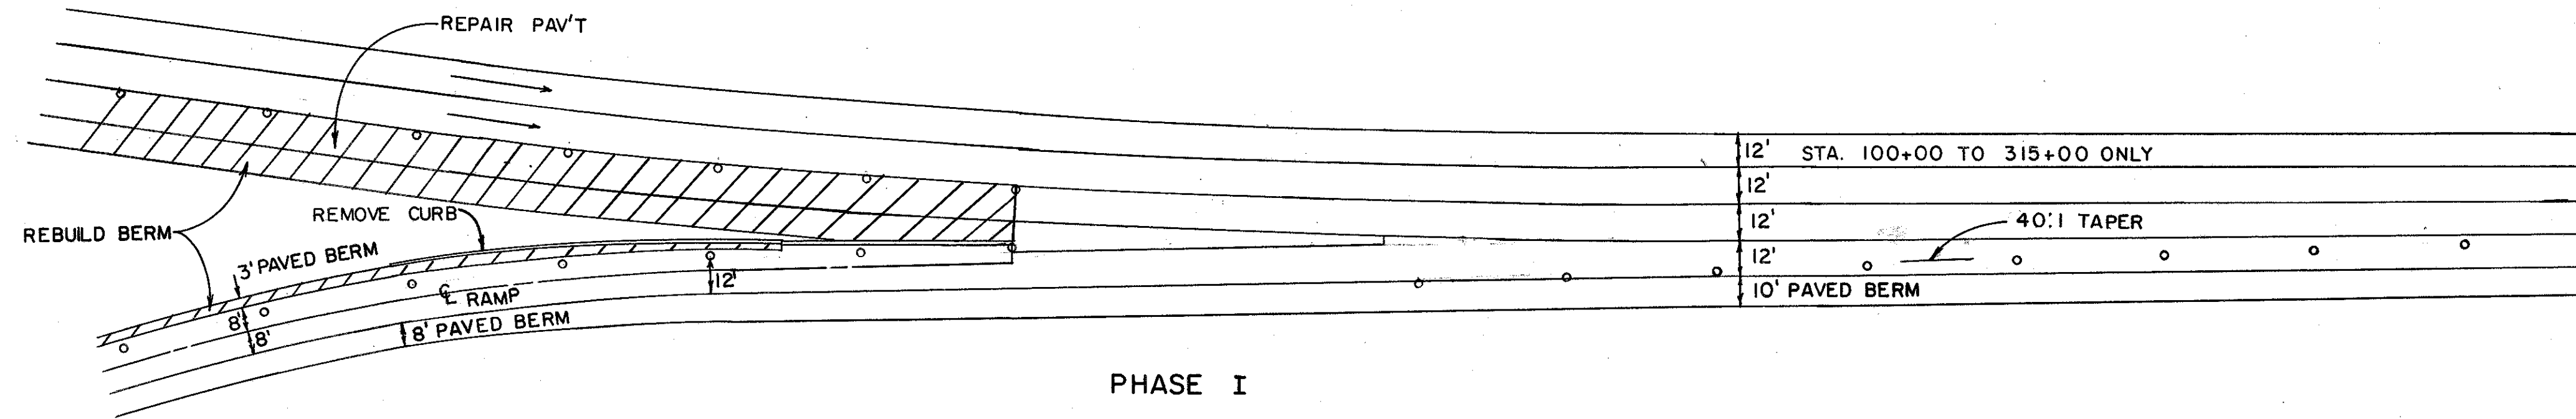 REPAIR PAV'T
12' STA. 100+00 TO 315+00 ONLY
12'
REMOVE CURB
12'
40:1 TAPER
REBUILD BERM
3' PAVED BERM
12'
12'
℄ RAMP
10' PAVED BERM
8'
8'
8' PAVED BERM
PHASE I